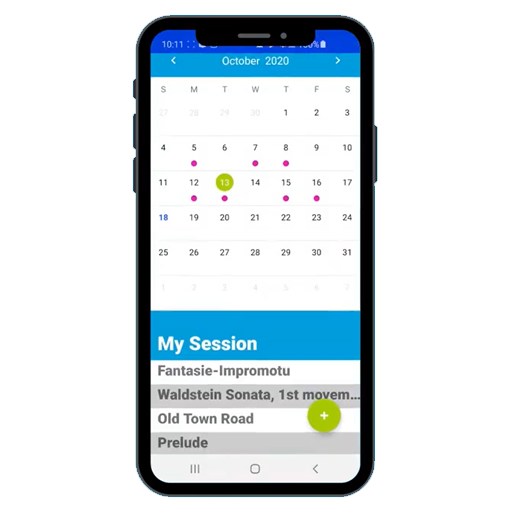 10:11
October 2020
S M T W T F S
27 28 29 30 1 2 3
4 5 6 7 8 9 10
11 12 13 14 15 16 17
18 19 20 21 22 23 24
25 26 27 28 29 30 31
1 2 3 4 5 6 7
My Session
Fantasie-Impromotu
Waldstein Sonata, 1st movem...
Old Town Road
+
Prelude